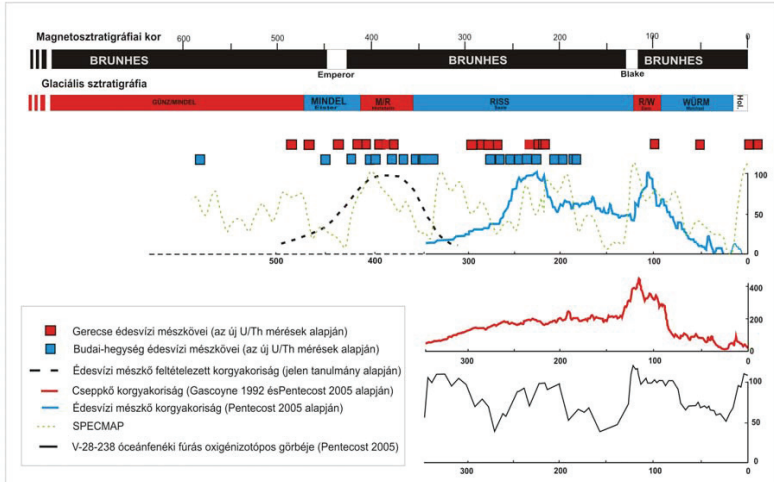 Magnetosztratigráfiai kor
600 400 300 200 100 0
BRUNHES BRUNHES BRUNHES
Emperor Blake
Glaciális sztratigráfia
GÜNZ/MINDEL MINDEL M/R RISS R/W WÜRM Hol.
100
50
0
500 400 300 200 100 0
400
200
0
Gerecse édesvízi mészkövei (az új U/Th mérések alapján)
Budai-hegység édesvízi mészkövei (az új U/Th mérések alapján)
Édesvízi mészkő feltételezett korgyakoriság (jelen tanulmány alapján)
Cseppkő korgyakoriság (Gascoyne 1992 ésPentecost 2005 alapján)
Édesvízi mészkő korgyakoriság (Pentecost 2005 alapján)
SPECMAP
V-28-238 óceánfenéki fúrás oxigénizotópos görbéje (Pentecost 2005)
100
50
0
300 200 100 0